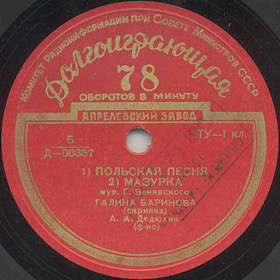 Комитет Радиоинформации при Совете Министров СССР
Долгоиграющая
78
ОБОРОТОВ В МИНУТУ
АПРЕЛЕВСКИЙ ЗАВОД
5
Д—00357
ТУ—1 кл.
1) ПОЛЬСКАЯ ПЕСНЯ
2) МАЗУРКА
муз. Г. Венявского
ГАЛИНА БАРИНОВА
(скрипка)
А. А. Дедюхин
(ф-но)